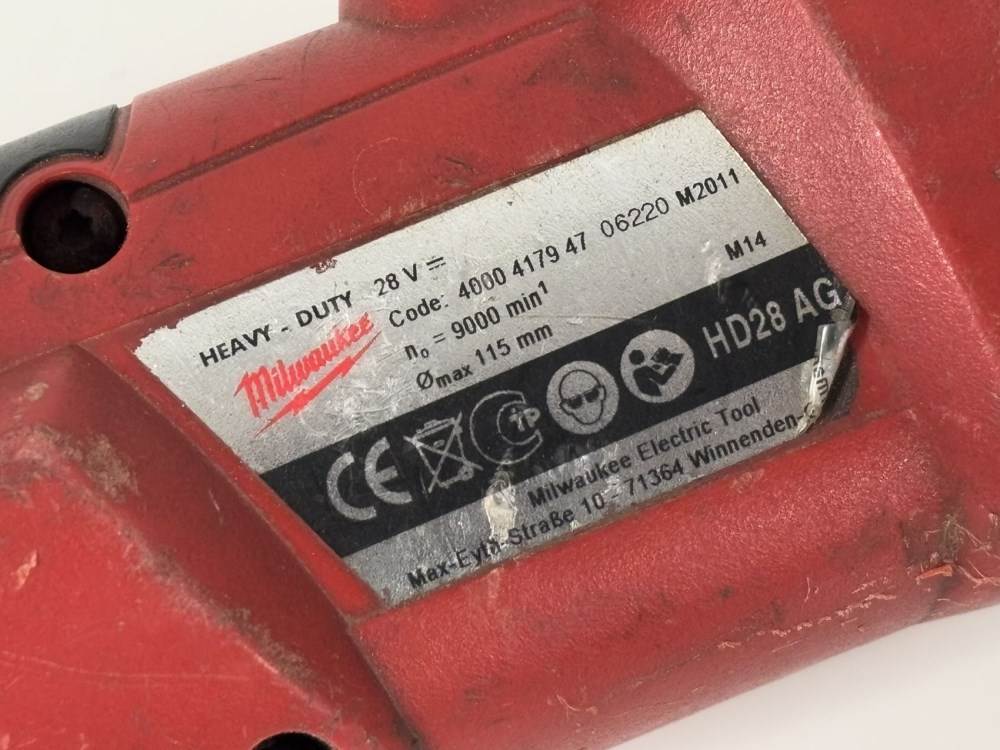 HEAVY - DUTY 28 V ⎓
Milwaukee
Code: 4000 4179 47 06220 M2011
n₀ = 9000 min¹
M14
Ømax 115 mm
HD28 AG
CE
Milwaukee Electric Tool
Max-Eyth-Straße 10 - 71364 Winnenden-